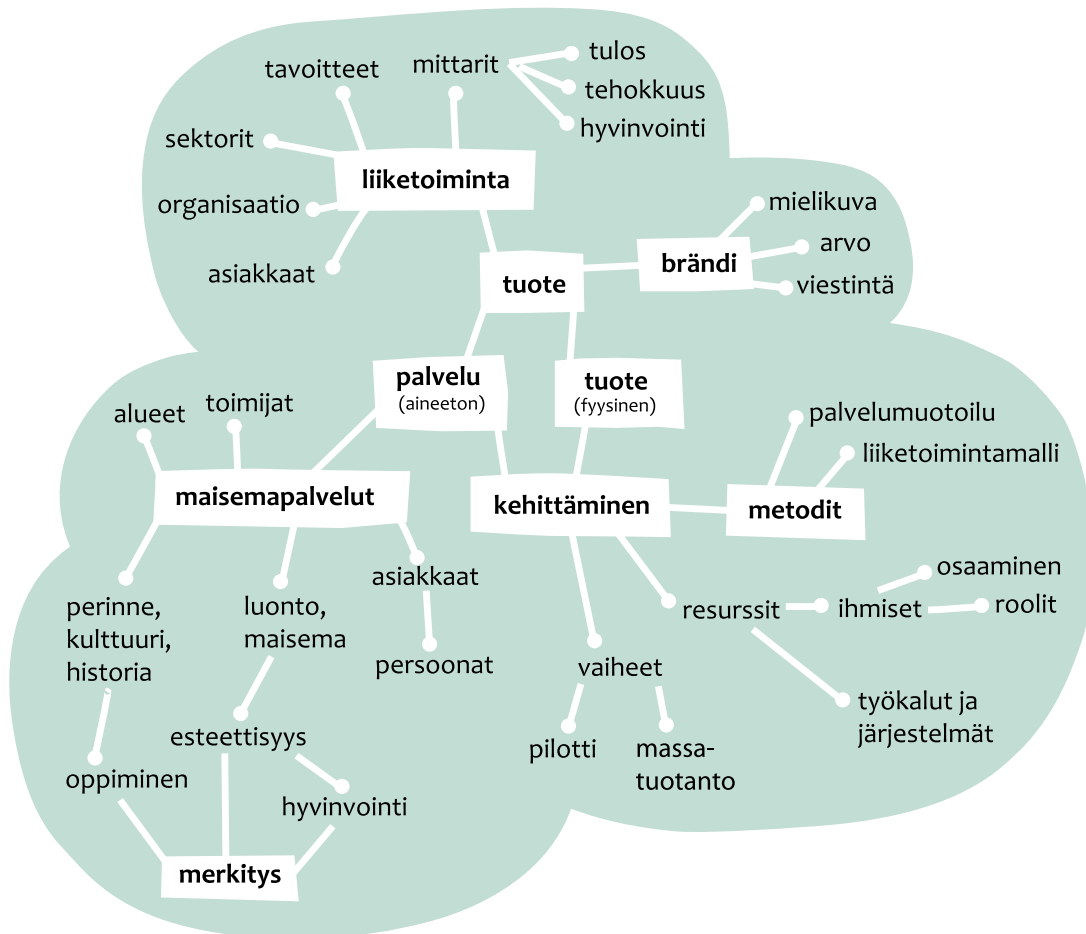 tavoitteet
mittarit
tulos
tehokkuus
hyvinvointi
sektorit
liiketoiminta
organisaatio
asiakkaat
mielikuva
arvo
viestintä
brändi
tuote
palvelu
(aineeton)
tuote
(fyysinen)
alueet
toimijat
maisemapalvelut
kehittäminen
metodit
palvelumuotoilu
liiketoimintamalli
perinne,
kulttuuri,
historia
luonto,
maisema
asiakkaat
persoonat
esteettisyys
oppiminen
hyvinvointi
merkitys
vaiheet
pilotti
massa-
tuotanto
resurssit
ihmiset
osaaminen
roolit
työkalut ja
järjestelmät